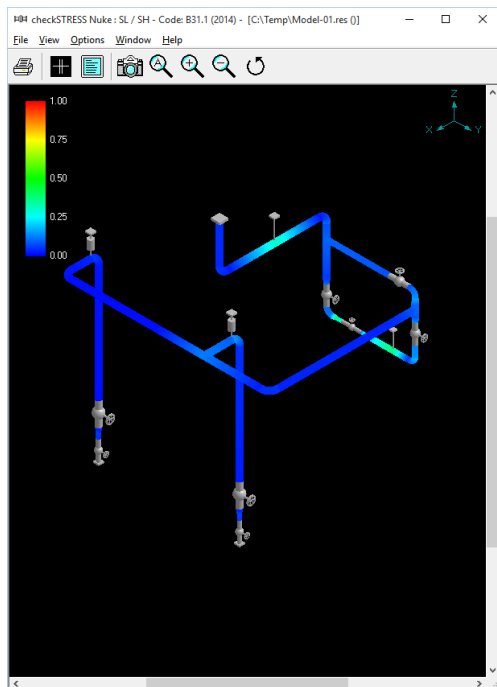 checkSTRESS Nuke : SL / SH - Code: B31.1 (2014) - [C:\Temp\Model-01.res ()]
File View Options Window Help
A
1.00
0.75
0.50
0.25
0.00
Z
X Y